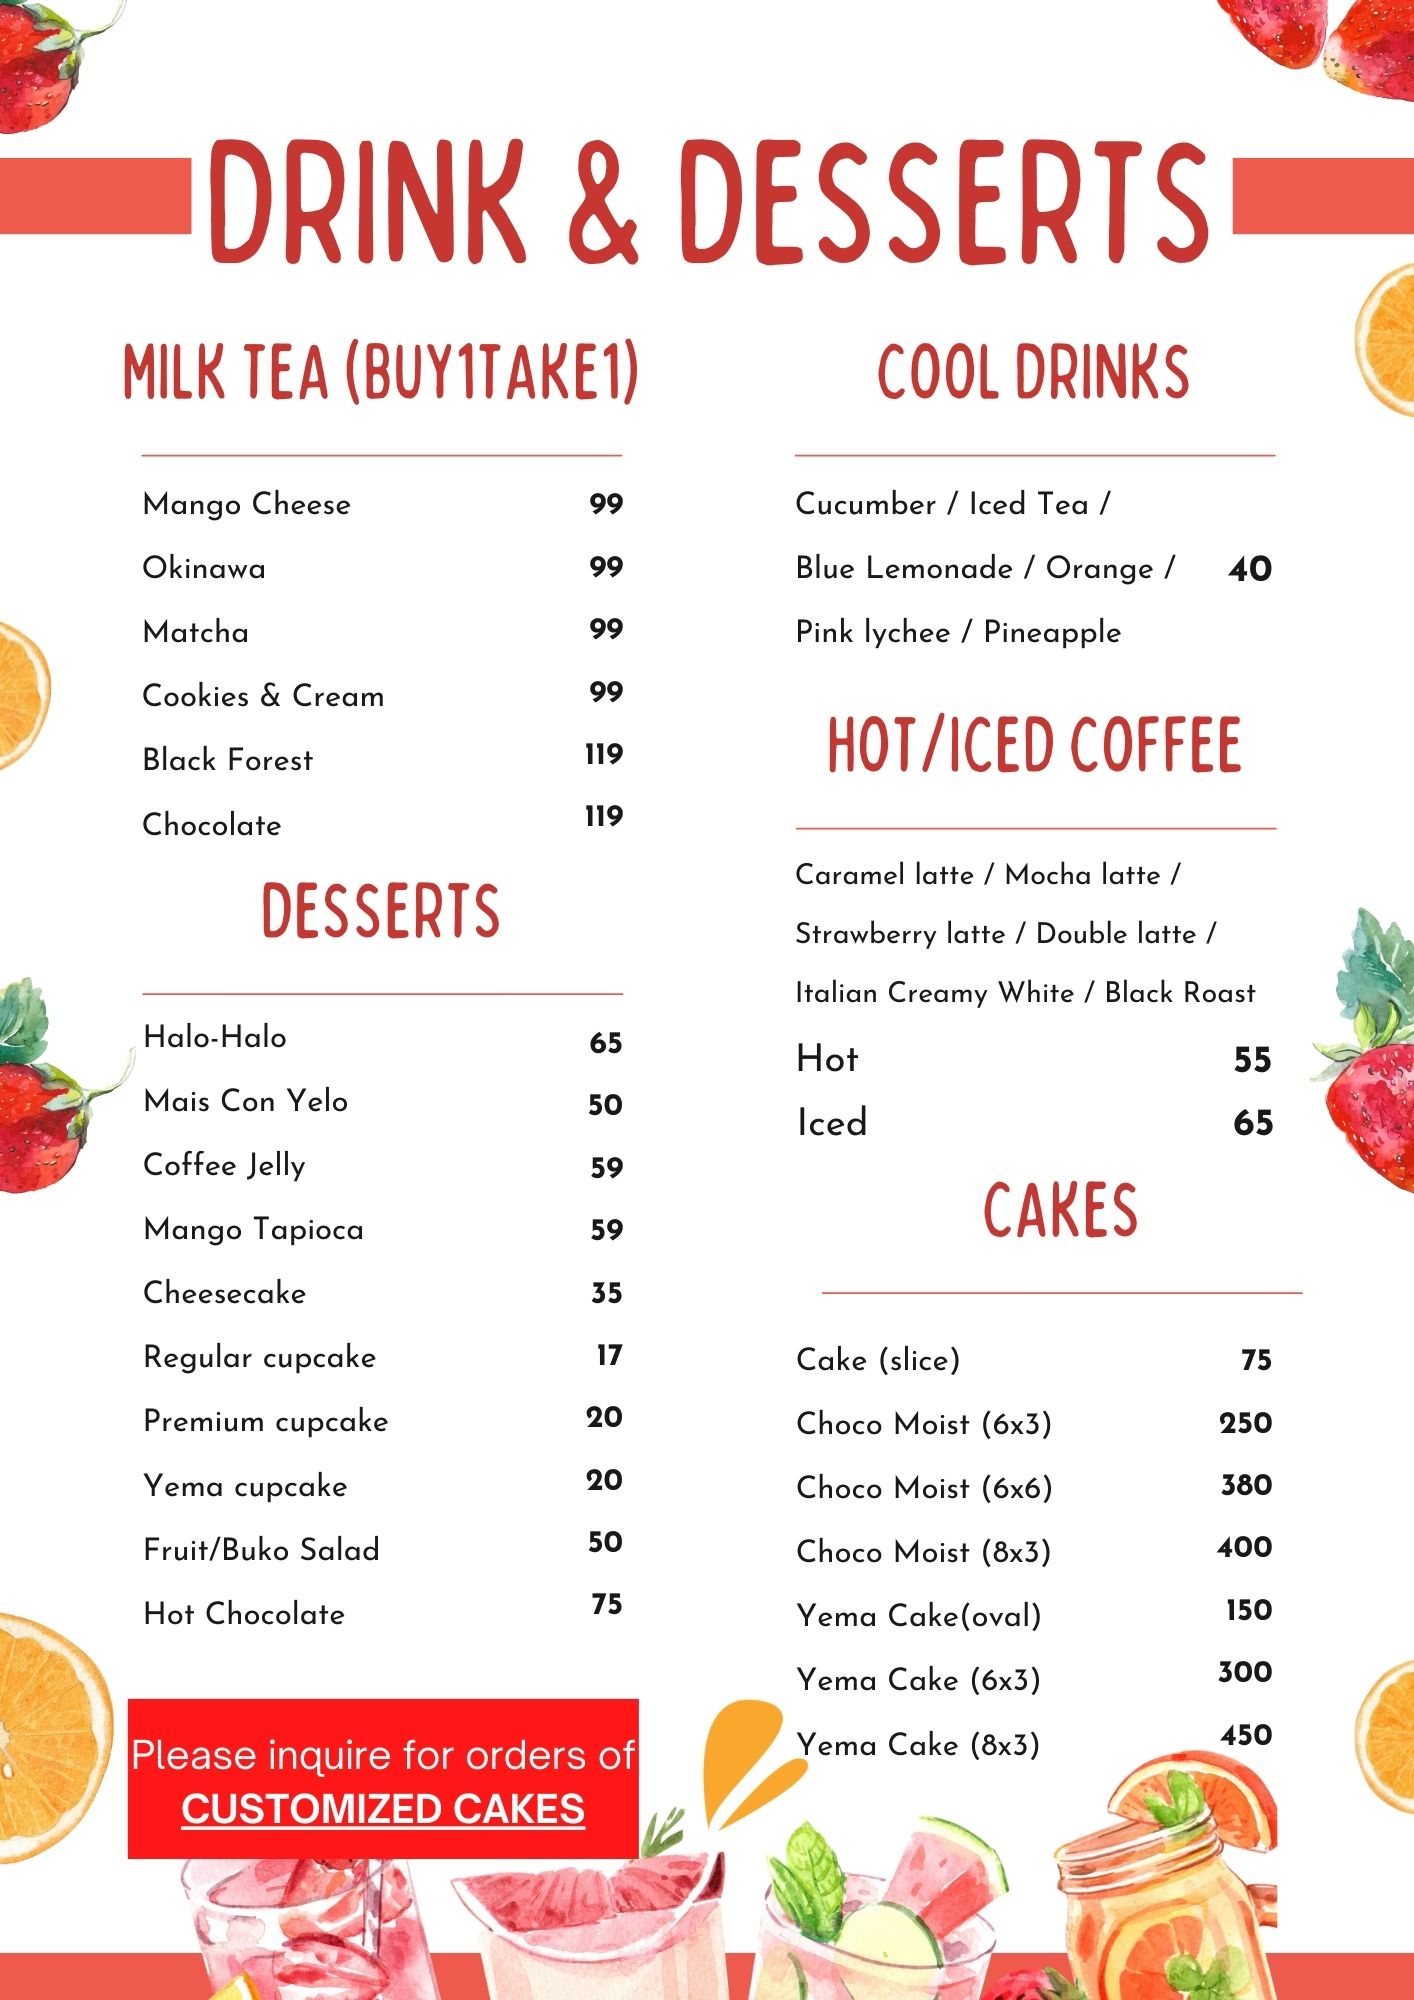 DRINK & DESSERTS
MILK TEA (BUY1TAKE1)
Mango Cheese 99
Okinawa 99
Matcha 99
Cookies & Cream 99
Black Forest 119
Chocolate 119
DESSERTS
Halo-Halo 65
Mais Con Yelo 50
Coffee Jelly 59
Mango Tapioca 59
Cheesecake 35
Regular cupcake 17
Premium cupcake 20
Yema cupcake 20
Fruit/Buko Salad 50
Hot Chocolate 75
Please inquire for orders of
CUSTOMIZED CAKES
COOL DRINKS
Cucumber / Iced Tea /
Blue Lemonade / Orange / 40
Pink lychee / Pineapple
HOT/ICED COFFEE
Caramel latte / Mocha latte /
Strawberry latte / Double latte /
Italian Creamy White / Black Roast
Hot 55
Iced 65
CAKES
Cake (slice) 75
Choco Moist (6x3) 250
Choco Moist (6x6) 380
Choco Moist (8x3) 400
Yema Cake(oval) 150
Yema Cake (6x3) 300
Yema Cake (8x3) 450